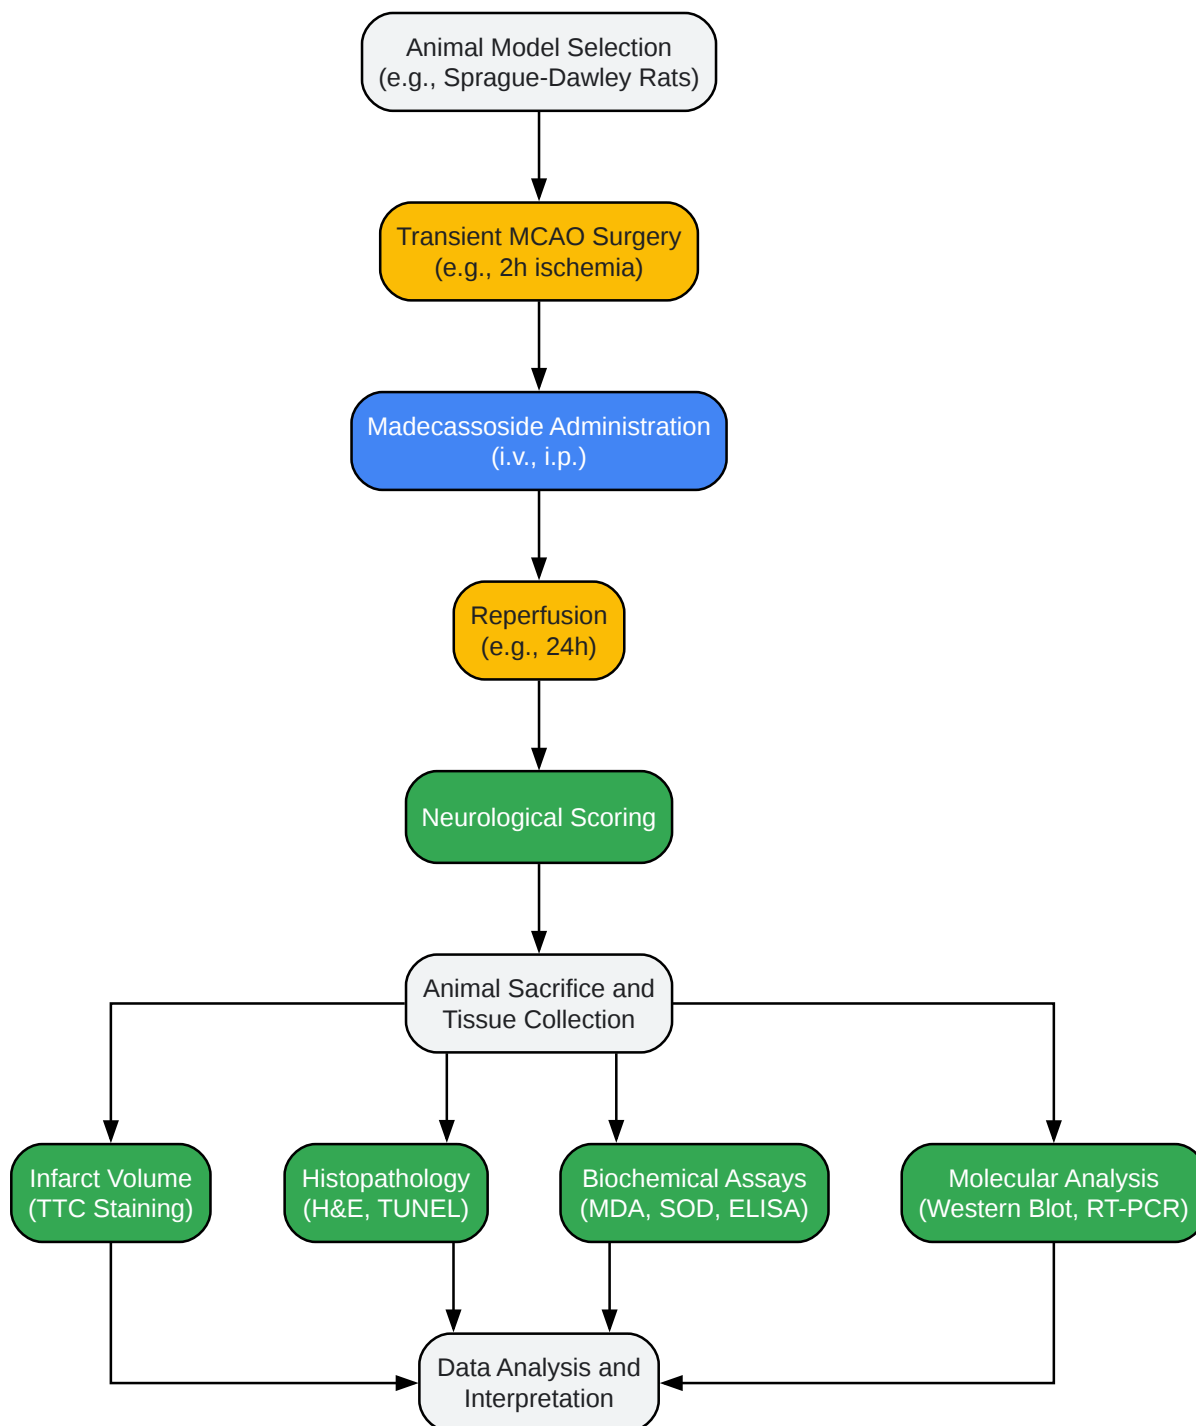 Animal Model Selection
(e.g., Sprague-Dawley Rats)
Transient MCAO Surgery
(e.g., 2h ischemia)
Madecassoside Administration
(i.v., i.p.)
Reperfusion
(e.g., 24h)
Neurological Scoring
Animal Sacrifice and
Tissue Collection
Infarct Volume
(TTC Staining)
Histopathology
(H&E, TUNEL)
Biochemical Assays
(MDA, SOD, ELISA)
Molecular Analysis
(Western Blot, RT-PCR)
Data Analysis and
Interpretation